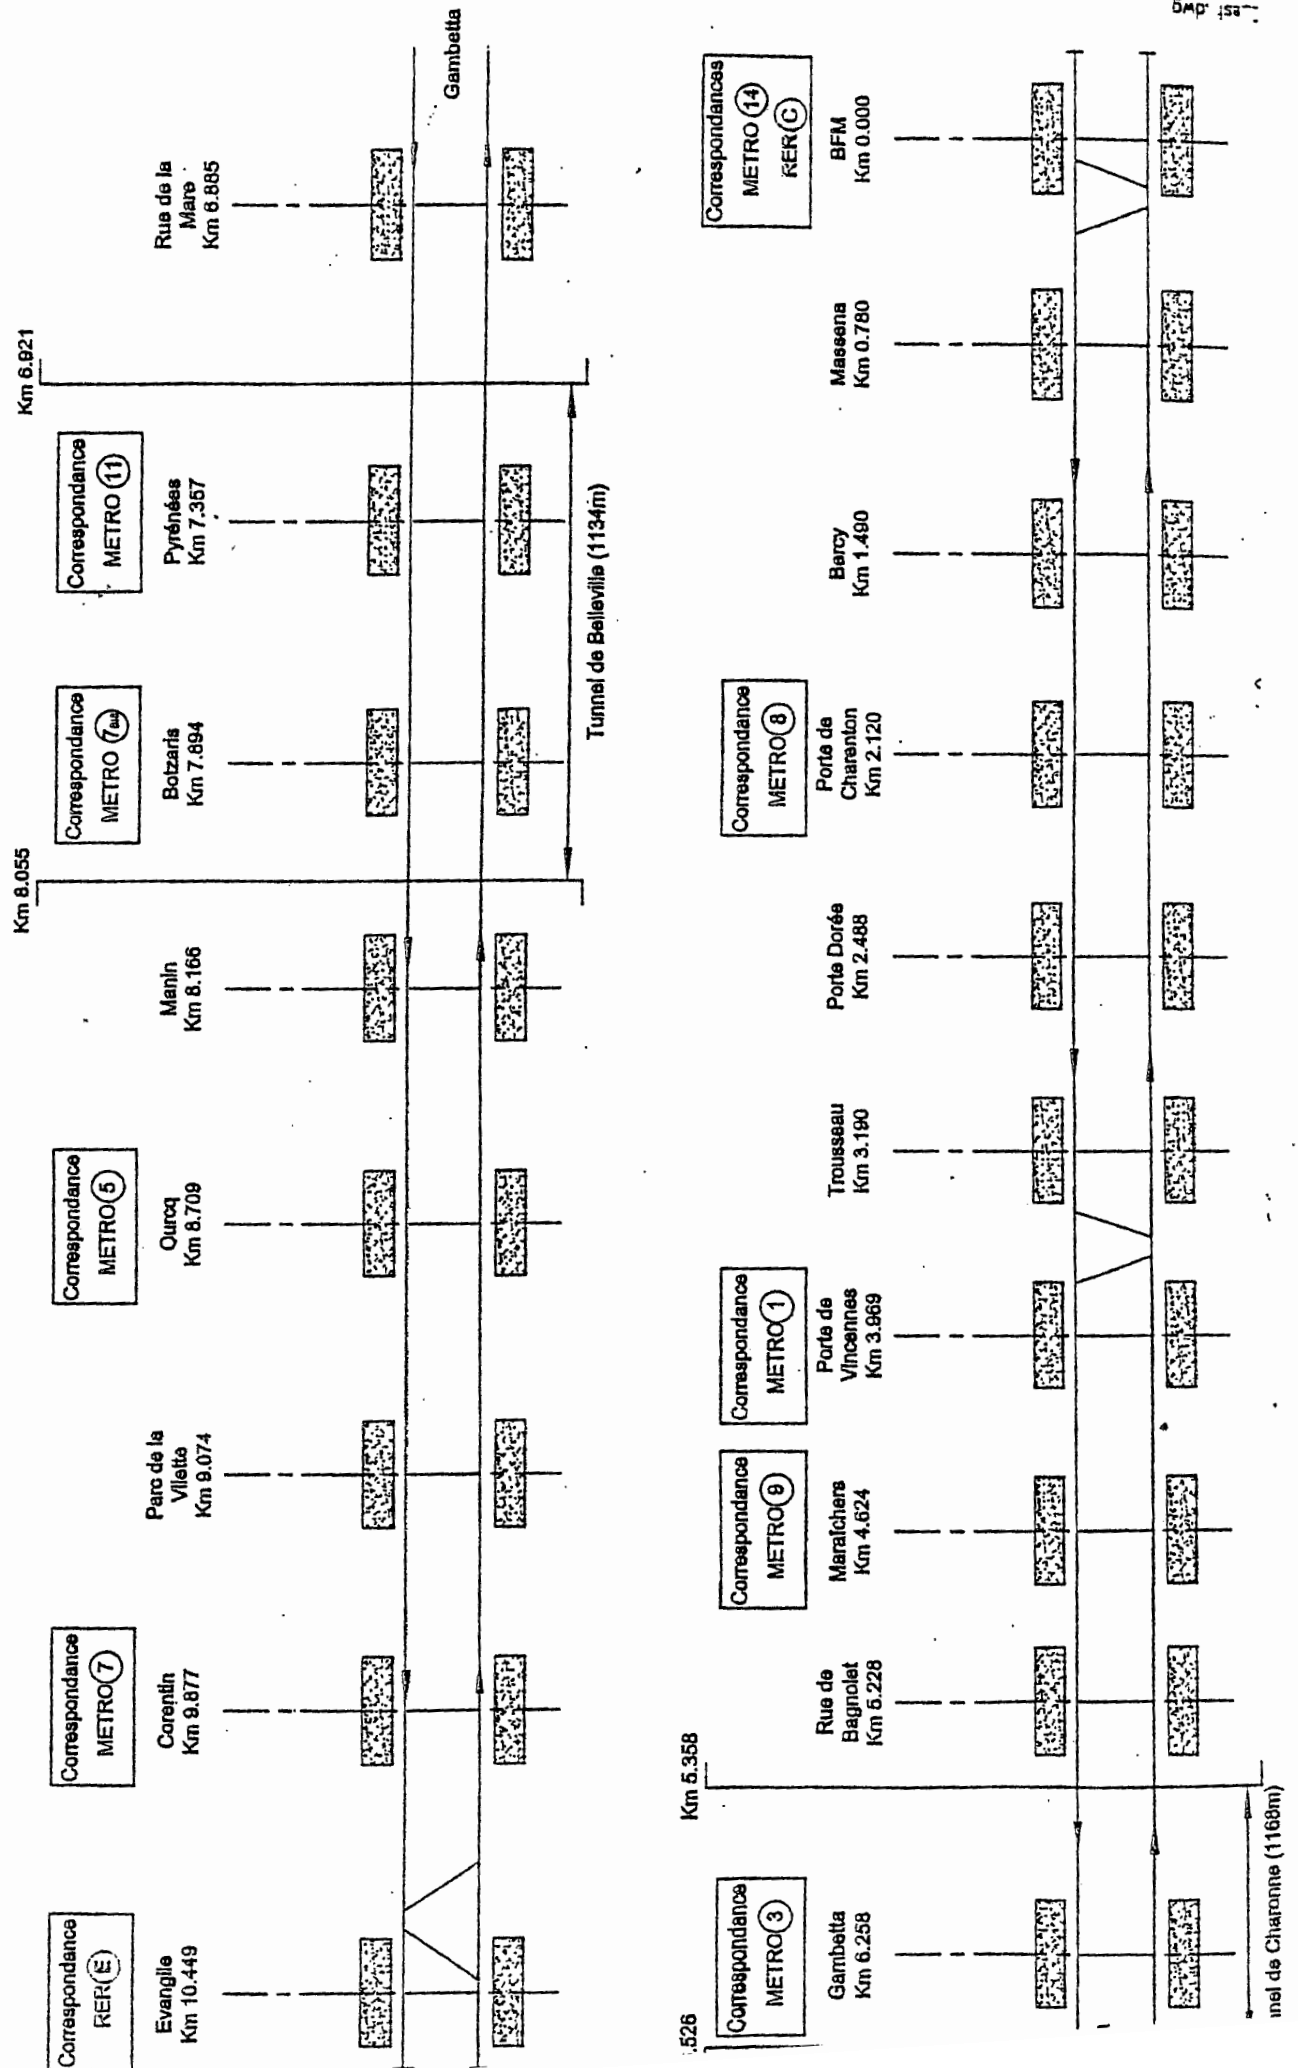 Correspondance
RER(E)
Evangile
Km 10.449
Correspondance
METRO(7)
Corentin
Km 9.877
Parc de la
Vilette
Km 9.074
Correspondance
METRO(5)
Ourcq
Km 8.709
Manin
Km 8.166
Km 8.055
Correspondance
METRO (7BIS)
Botzaris
Km 7.894
Correspondance
METRO (11)
Pyrénées
Km 7.357
Tunnel de Belleville (1134m)
Km 6.921
Rue de la
Mare
Km 6.885
Gambetta
.526
Correspondance
METRO(3)
Gambetta
Km 6.258
nel de Charonne (1168m)
Km 5.358
Rue de
Bagnolet
Km 5.228
Correspondance
METRO(9)
Maraîchers
Km 4.624
Correspondance
METRO(1)
Porte de
Vincennes
Km 3.969
Trousseau
Km 3.190
Porte Dorée
Km 2.488
Correspondance
METRO(8)
Porte de
Charenton
Km 2.120
Bercy
Km 1.490
Massena
Km 0.780
Correspondances
METRO (14)
RER(C)
BFM
Km 0.000
_est.dwg